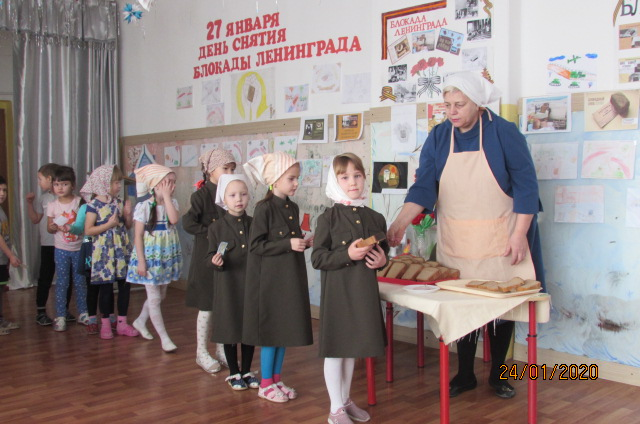 27 ЯНВАРЯ
ДЕНЬ СНЯТИЯ
БЛОКАДЫ ЛЕНИНГРАДА
БЛОКАДА
ЛЕНИНГРАДА
24/01/2020